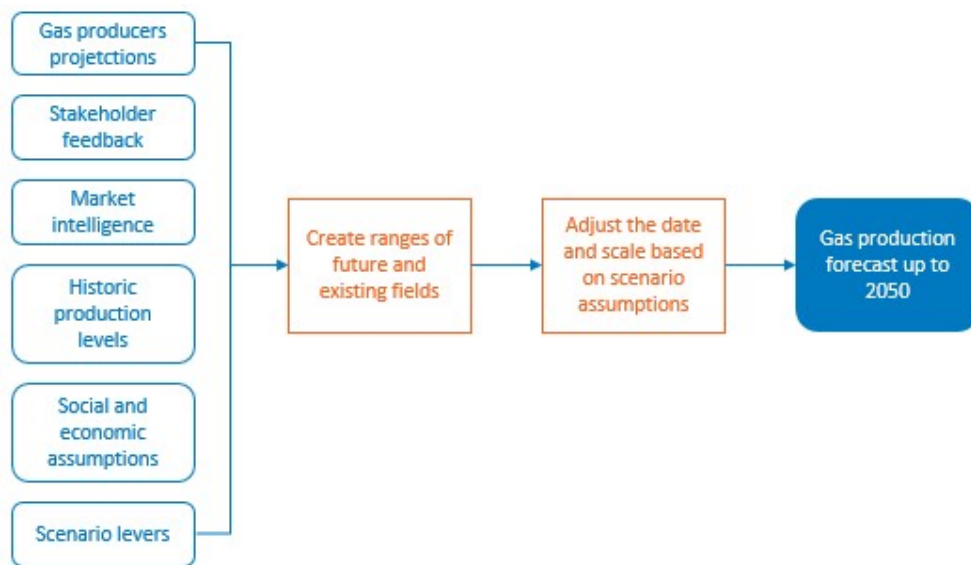 Gas producers
projetctions
Stakeholder
feedback
Market
intelligence
Historic
production
levels
Social and
economic
assumptions
Scenario levers
Create ranges of
future and
existing fields
Adjust the date
and scale based
on scenario
assumptions
Gas production
forecast up to
2050